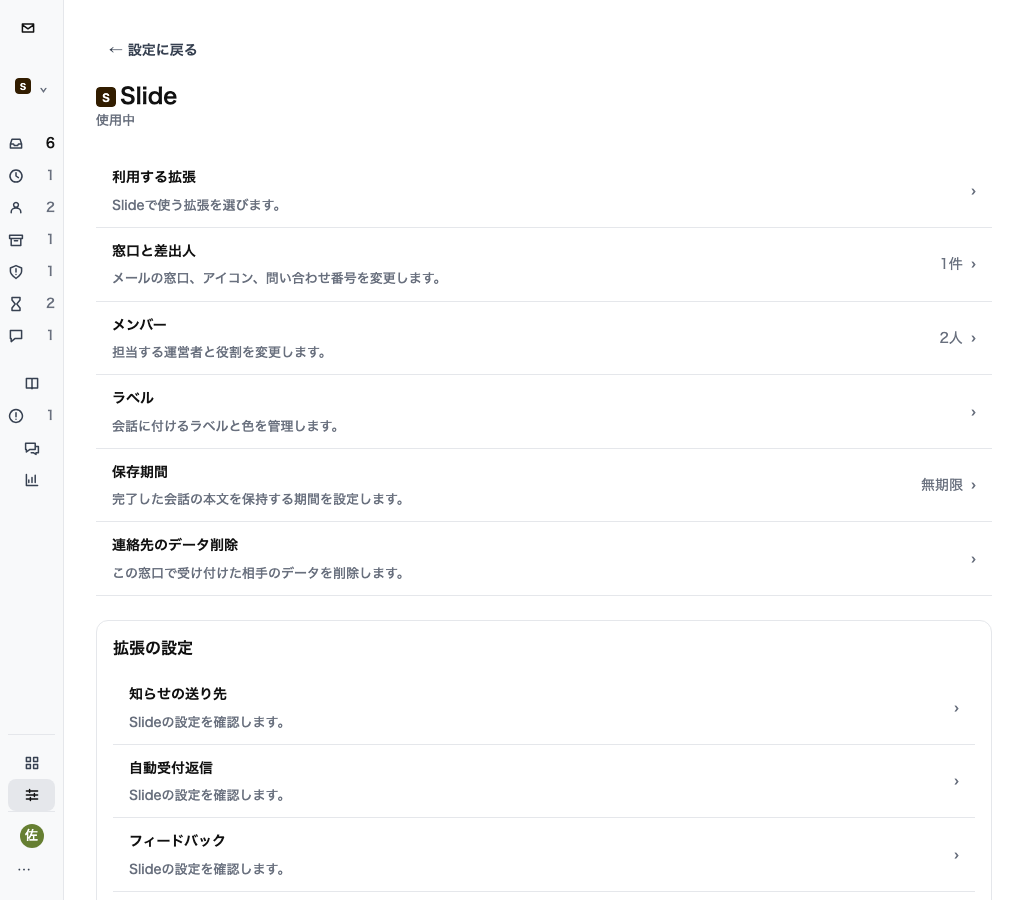 ← 設定に戻る
S
S Slide
使用中
6
1
2
1
1
2
1
1
利用する拡張
Slideで使う拡張を選びます。
›
窓口と差出人
メールの窓口、アイコン、問い合わせ番号を変更します。
1件 ›
メンバー
担当する運営者と役割を変更します。
2人 ›
ラベル
会話に付けるラベルと色を管理します。
›
保存期間
完了した会話の本文を保持する期間を設定します。
無期限 ›
連絡先のデータ削除
この窓口で受け付けた相手のデータを削除します。
›
拡張の設定
知らせの送り先
Slideの設定を確認します。
›
自動受付返信
Slideの設定を確認します。
›
フィードバック
Slideの設定を確認します。
›
佐
…